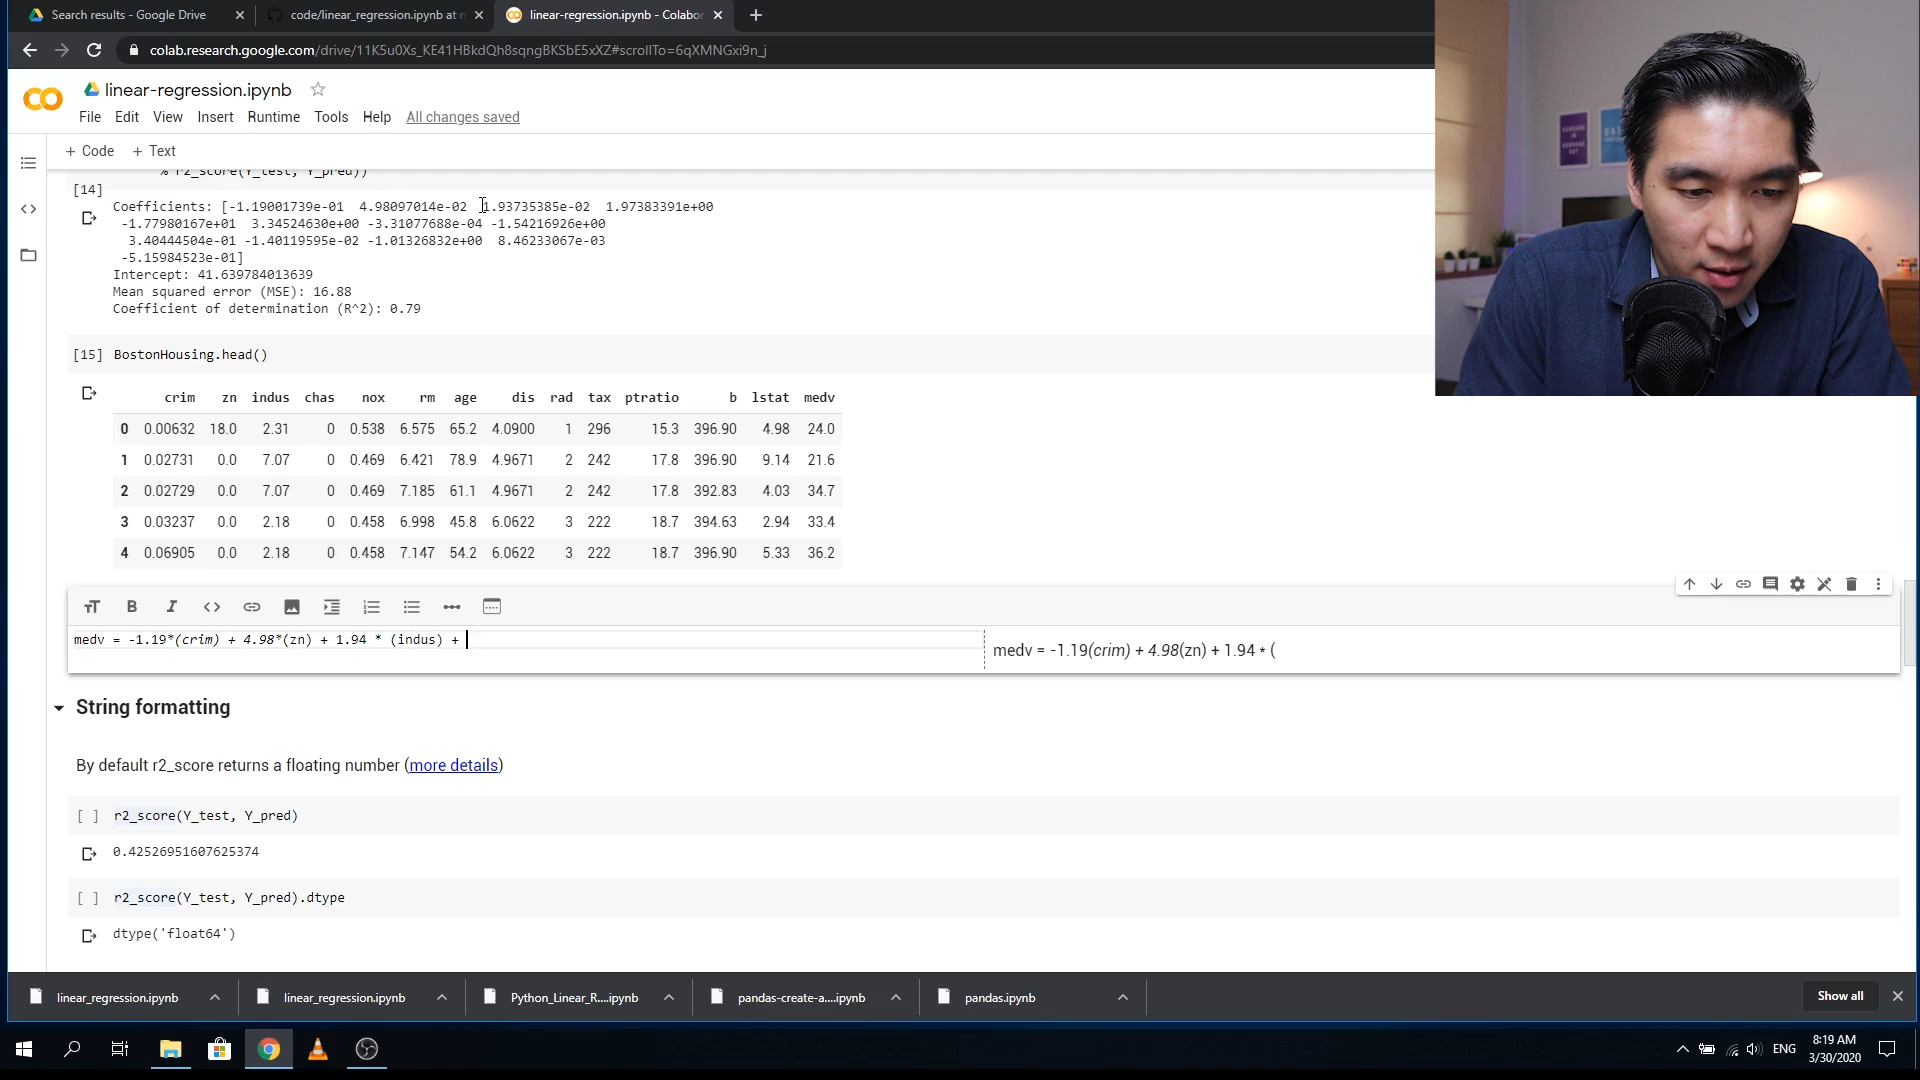 Search results - Google Drive
code/linear_regression.ipynb at r
linear-regression.ipynb - Colabor
colab.research.google.com/drive/11K5u0Xs_KE41HBkdQh8sqngBKSbE5xXZ#scrollTo=6qXMNGxi9n_j
linear-regression.ipynb
File Edit View Insert Runtime Tools Help All changes saved
+ Code + Text
% r2_score(Y_test, Y_pred))
[14]
Coefficients: [-1.19001739e-01 4.98097014e-02 1.93735385e-02 1.97383391e+00
-1.77980167e+01 3.34524630e+00 -3.31077688e-04 -1.54216926e+00
3.40444504e-01 -1.40119595e-02 -1.01326832e+00 8.46233067e-03
-5.15984523e-01]
Intercept: 41.639784013639
Mean squared error (MSE): 16.88
Coefficient of determination (R^2): 0.79
[15] BostonHousing.head()
crim zn indus chas nox rm age dis rad tax ptratio b lstat medv
0 0.00632 18.0 2.31 0 0.538 6.575 65.2 4.0900 1 296 15.3 396.90 4.98 24.0
1 0.02731 0.0 7.07 0 0.469 6.421 78.9 4.9671 2 242 17.8 396.90 9.14 21.6
2 0.02729 0.0 7.07 0 0.469 7.185 61.1 4.9671 2 242 17.8 392.83 4.03 34.7
3 0.03237 0.0 2.18 0 0.458 6.998 45.8 6.0622 3 222 18.7 394.63 2.94 33.4
4 0.06905 0.0 2.18 0 0.458 7.147 54.2 6.0622 3 222 18.7 396.90 5.33 36.2
medv = -1.19*(crim) + 4.98*(zn) + 1.94 * (indus) +
medv = -1.19(crim) + 4.98(zn) + 1.94 * (
String formatting
By default r2_score returns a floating number (more details)
[ ] r2_score(Y_test, Y_pred)
0.42526951607625374
[ ] r2_score(Y_test, Y_pred).dtype
dtype('float64')
linear_regression.ipynb
linear_regression.ipynb
Python_Linear_R....ipynb
pandas-create-a....ipynb
pandas.ipynb
Show all
ENG
8:19 AM
3/30/2020